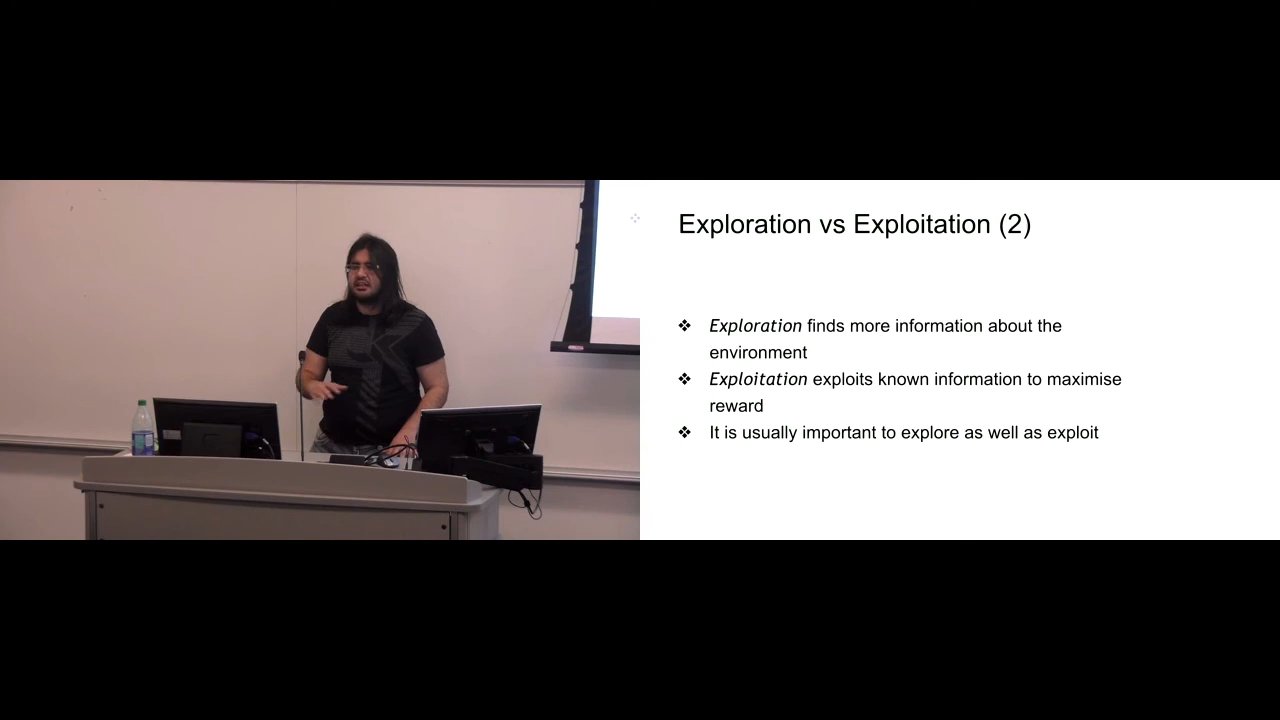 Exploration vs Exploitation (2)
❖ Exploration finds more information about the
environment
❖ Exploitation exploits known information to maximise
reward
❖ It is usually important to explore as well as exploit